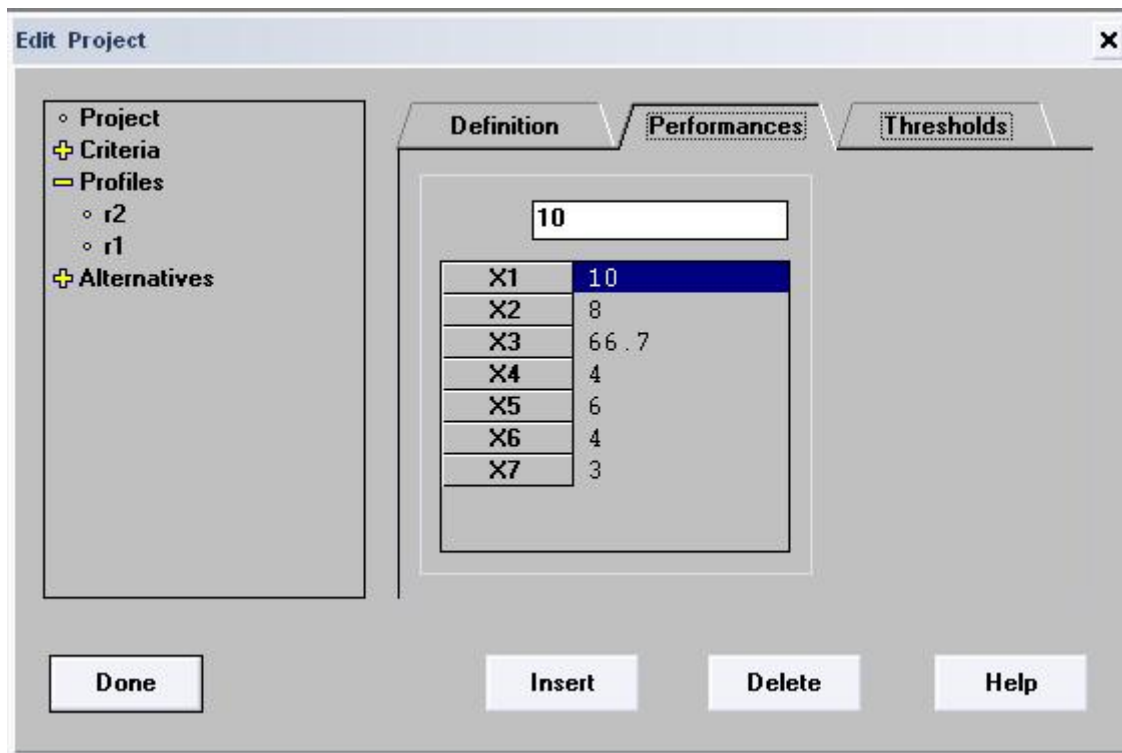 Edit Project
Project
Criteria
Profiles
r2
r1
Alternatives
Definition Performances Thresholds
10
X1 10
X2 8
X3 66.7
X4 4
X5 6
X6 4
X7 3
Done Insert Delete Help